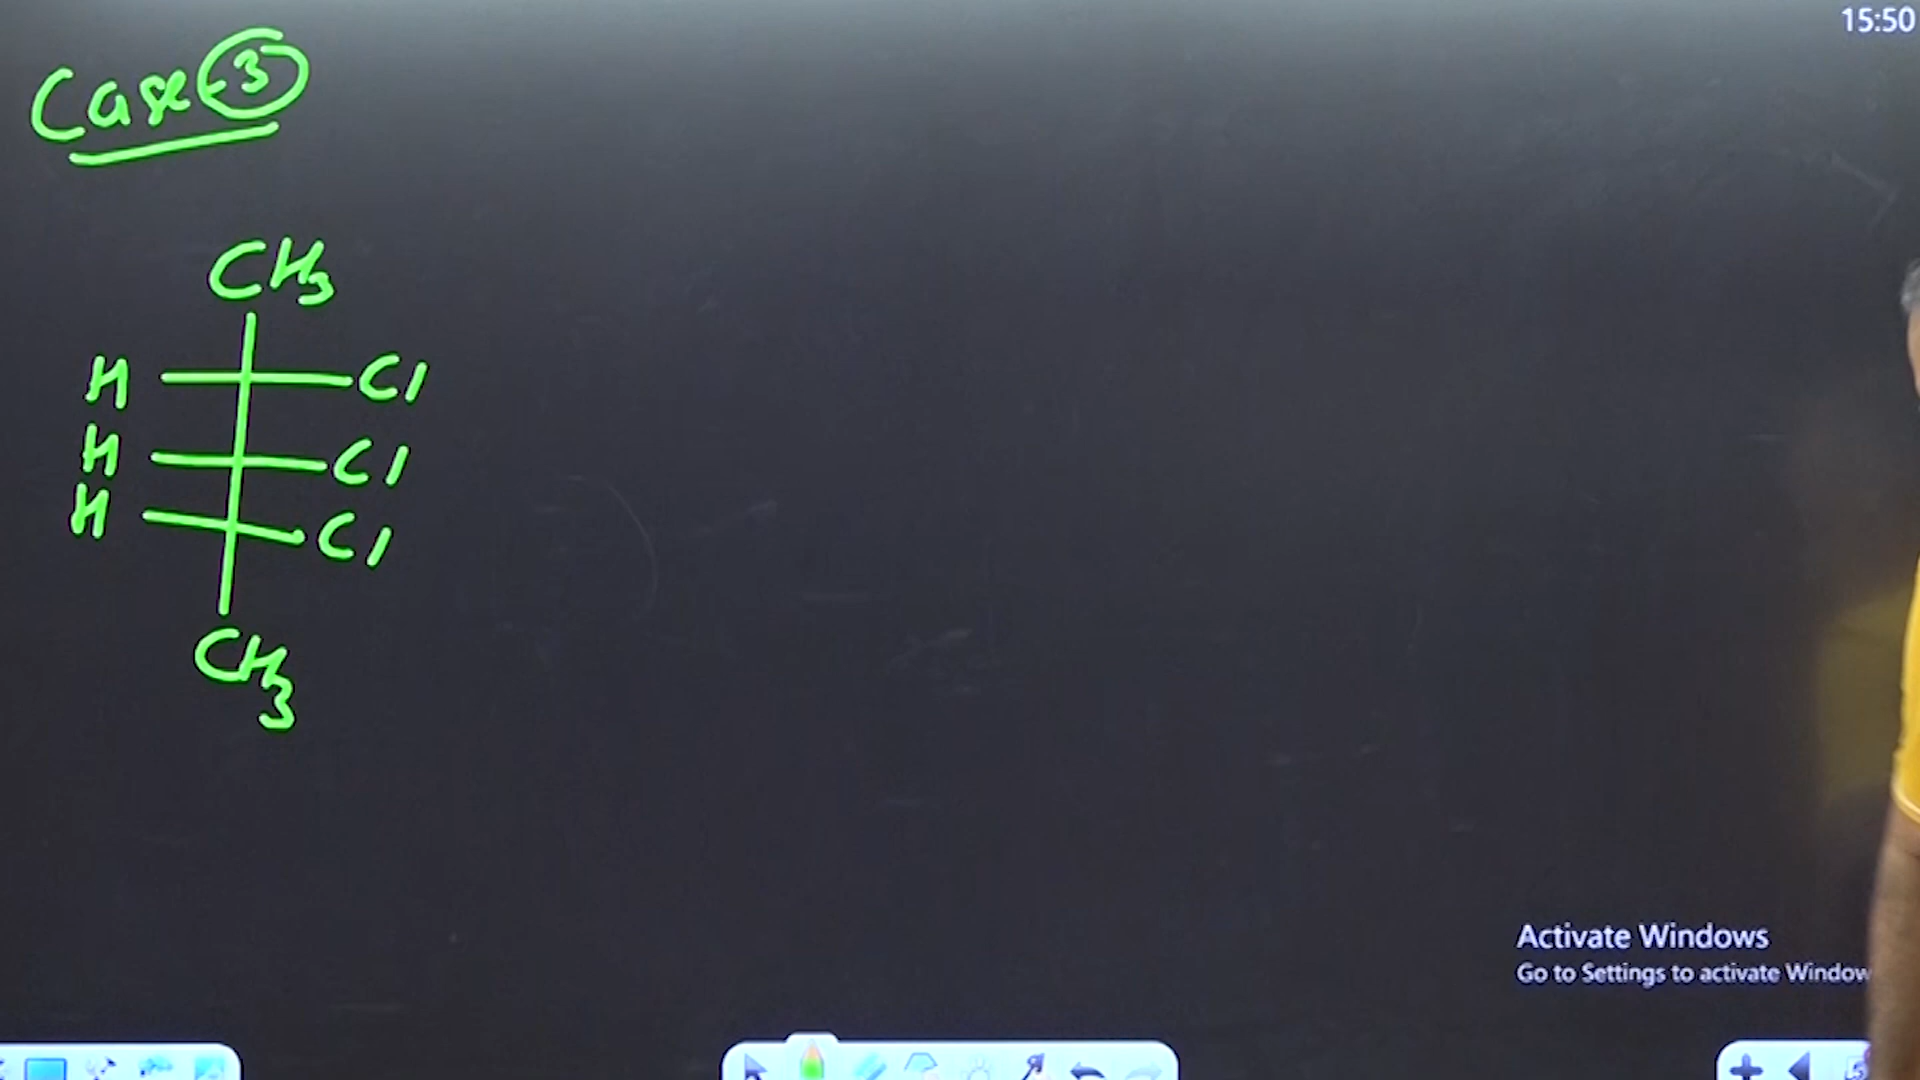 15:50
Case-3
CH3
H Cl
H Cl
H Cl
CH3
Activate Windows
Go to Settings to activate Window